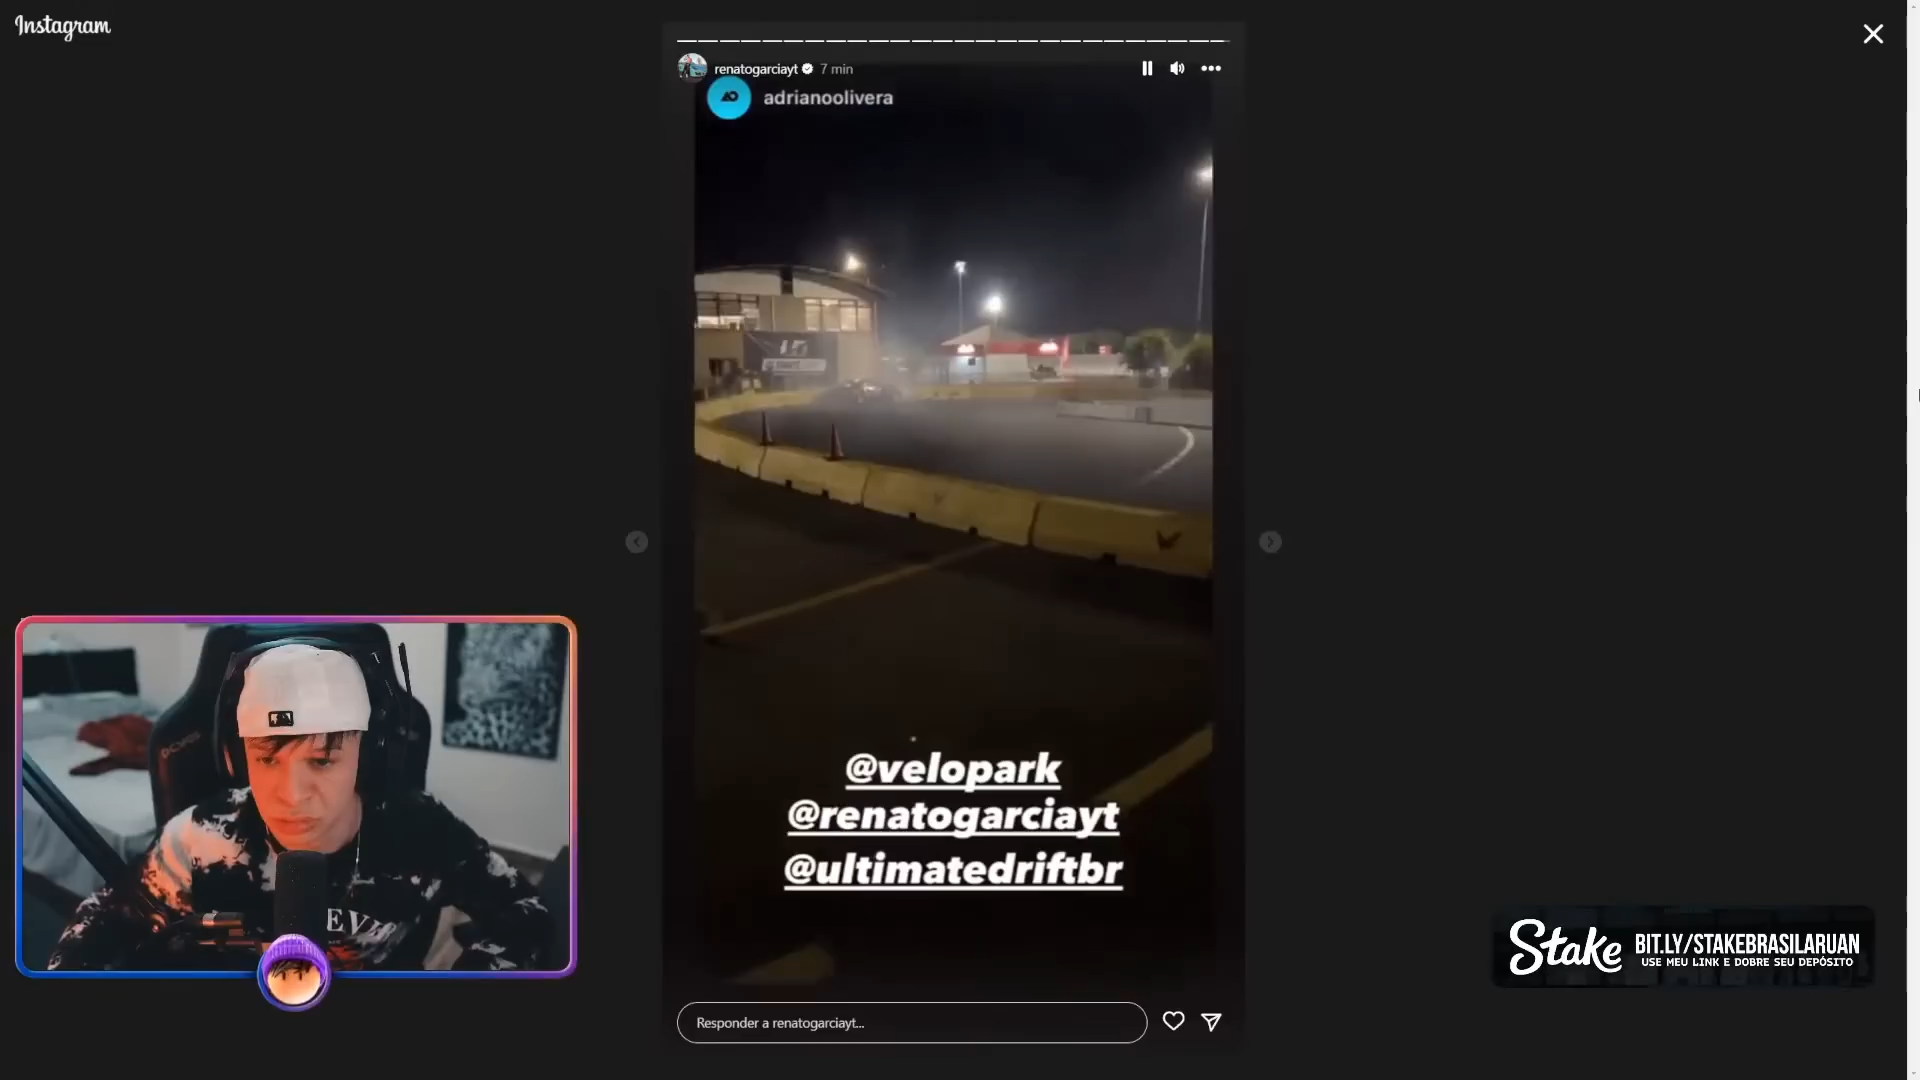 Instagram
renatogarciayt 7 min
adrianoolivera
@velopark
@renatogarciayt
@ultimatedriftbr
Responder a renatogarciayt...
Stake
BIT.LY/STAKEBRASILARUAN
USE MEU LINK E DOBRE SEU DEPÓSITO